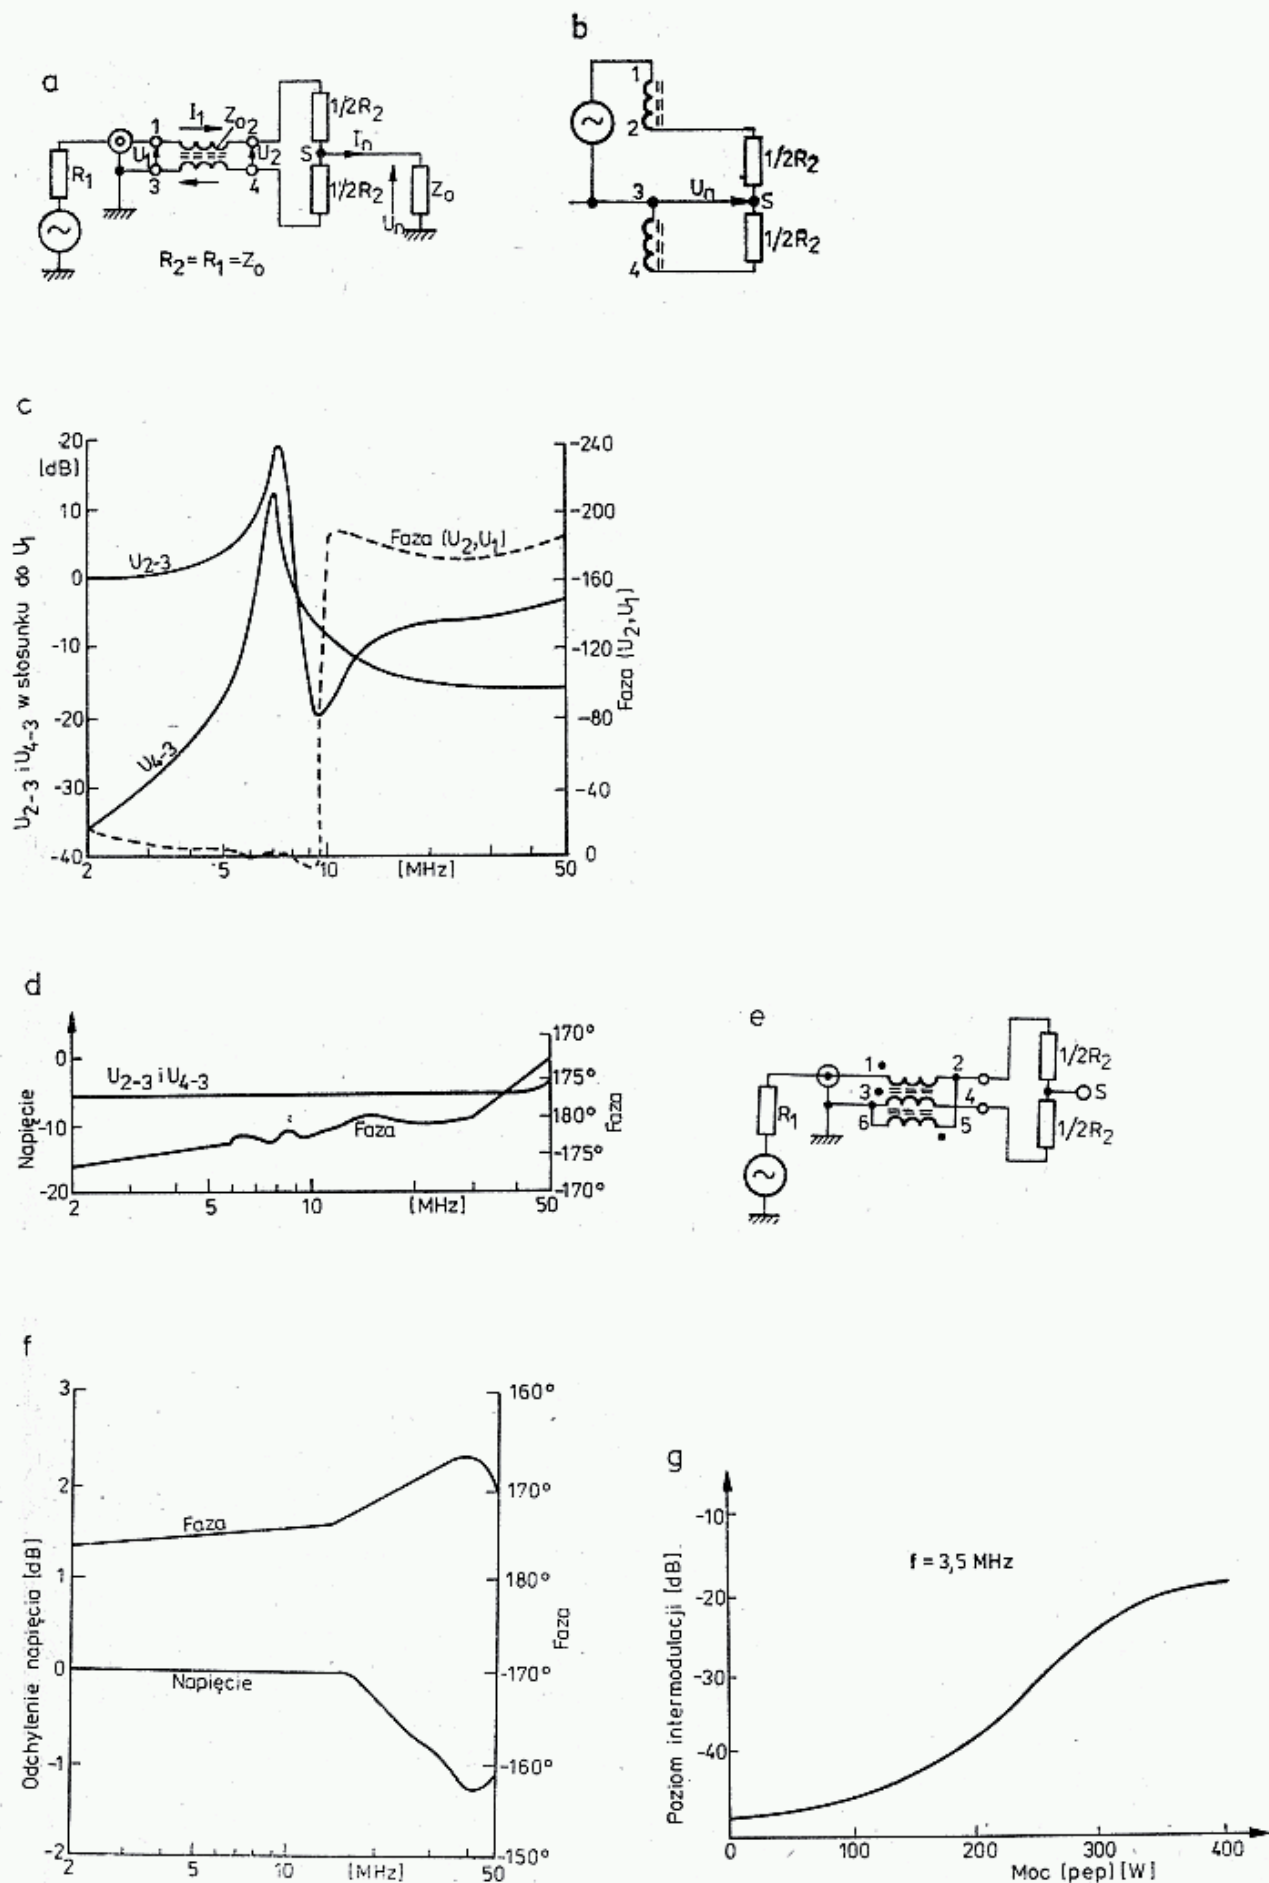 a
I₁
Z₀
1
2
U₁
U₂
3
4
R₁
1/2R₂
S
Iₙ
1/2R₂
Uₙ
Z₀
R₂=R₁=Z₀
b
1
2
1/2R₂
3
Uₙ
S
4
1/2R₂
c
U₂₋₃ i U₄₋₃ w stosunku do U₁
[dB]
20
10
0
-10
-20
-30
-40
U₂₋₃
U₄₋₃
Faza (U₂,U₁)
-240
-200
-160
-120
-80
-40
0
Faza (U₂,U₁)
2
5
10
[MHz]
50
d
Napięcie
0
-10
-20
U₂₋₃ i U₄₋₃
Faza
170°
175°
180°
-175°
-170°
Faza
2
5
10
[MHz]
50
e
1
2
3
4
6
5
R₁
1/2R₂
S
1/2R₂
f
Odchylenie napięcia [dB]
3
2
1
0
-1
-2
Faza
Napięcie
160°
170°
180°
-170°
-160°
-150°
Faza
2
5
10
[MHz]
50
g
Poziom intermodulacji [dB]
-10
-20
-30
-40
f = 3,5 MHz
0
100
200
300
400
Moc [pep] [W]